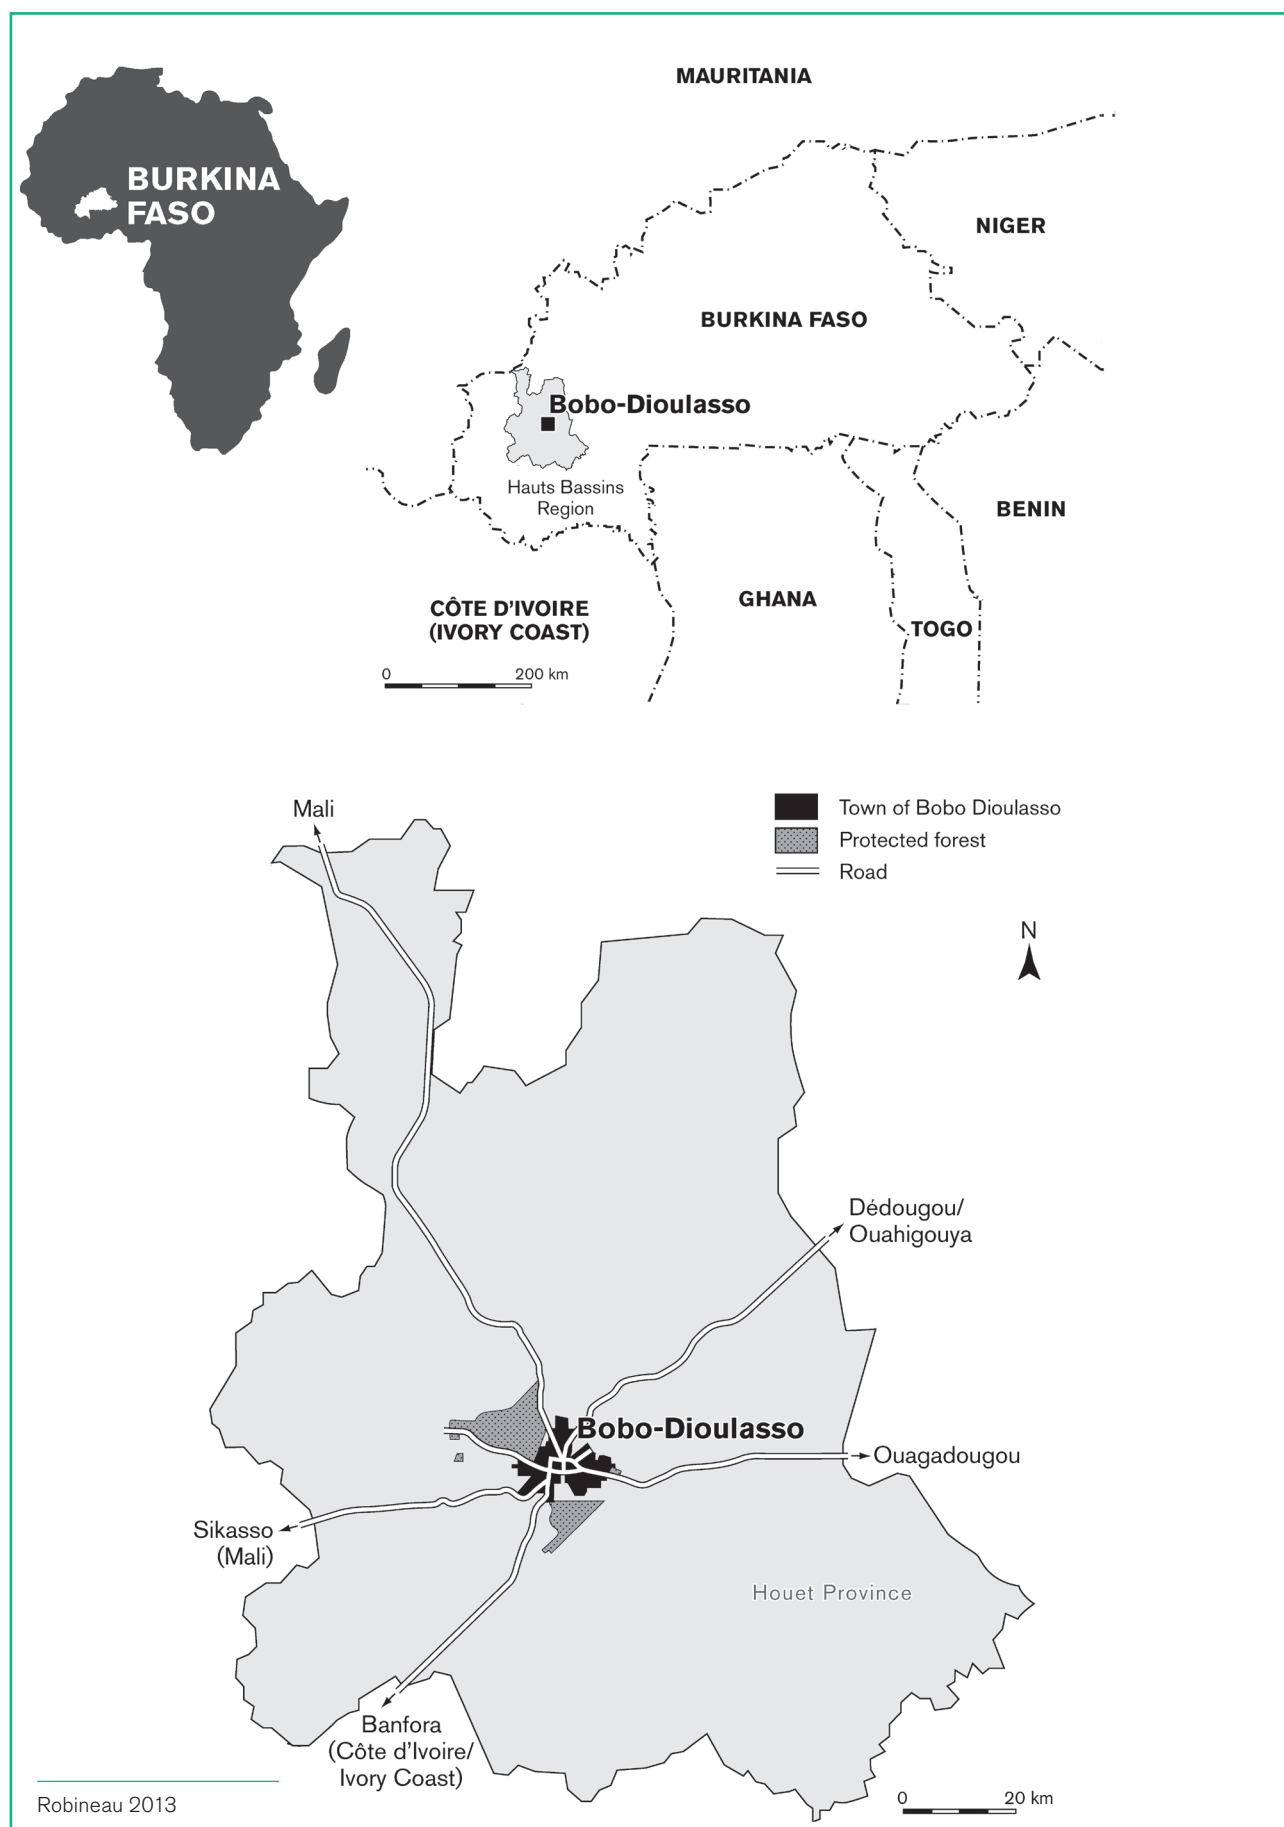 MAURITANIA
BURKINA
FASO
NIGER
BURKINA FASO
Bobo-Dioulasso
Hauts Bassins
Region
BENIN
GHANA
CÔTE D’IVOIRE
(IVORY COAST)
TOGO
0 200 km
Mali
Town of Bobo Dioulasso
Protected forest
Road
N
Dédougou/
Ouahigouya
Bobo-Dioulasso
Ouagadougou
Sikasso
(Mali)
Houet Province
Banfora
(Côte d’Ivoire/
Ivory Coast)
0 20 km
Robineau 2013